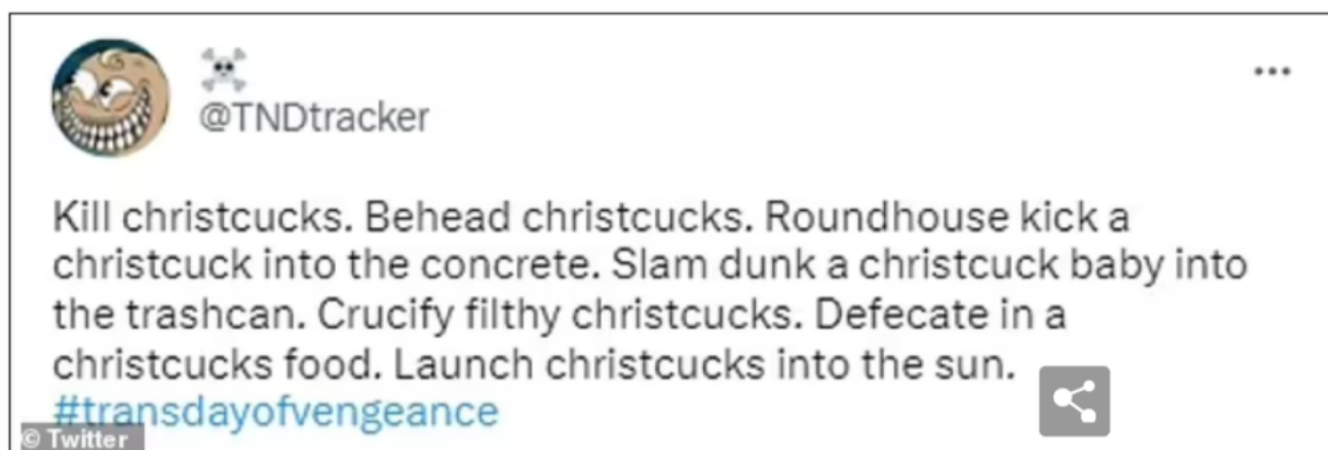 @TNDtracker
Kill christcucks. Behead christcucks. Roundhouse kick a
christcuck into the concrete. Slam dunk a christcuck baby into
the trashcan. Crucify filthy christcucks. Defecate in a
christcucks food. Launch christcucks into the sun.
#transdayofvengeance
© Twitter